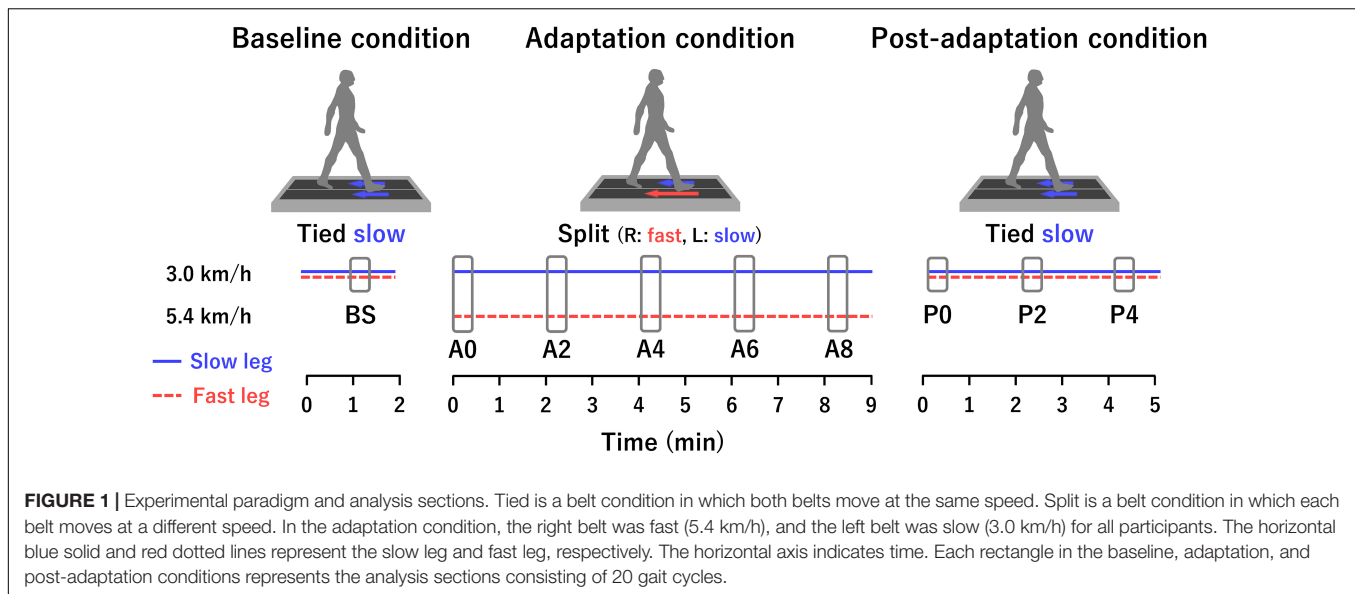 Baseline condition Adaptation condition Post-adaptation condition
Tied slow Split (R: fast, L: slow) Tied slow
3.0 km/h
5.4 km/h
BS A0 A2 A4 A6 A8 P0 P2 P4
Slow leg
Fast leg
0 1 2 0 1 2 3 4 5 6 7 8 9 0 1 2 3 4 5
Time (min)
FIGURE 1 | Experimental paradigm and analysis sections. Tied is a belt condition in which both belts move at the same speed. Split is a belt condition in which each
belt moves at a different speed. In the adaptation condition, the right belt was fast (5.4 km/h), and the left belt was slow (3.0 km/h) for all participants. The horizontal
blue solid and red dotted lines represent the slow leg and fast leg, respectively. The horizontal axis indicates time. Each rectangle in the baseline, adaptation, and
post-adaptation conditions represents the analysis sections consisting of 20 gait cycles.